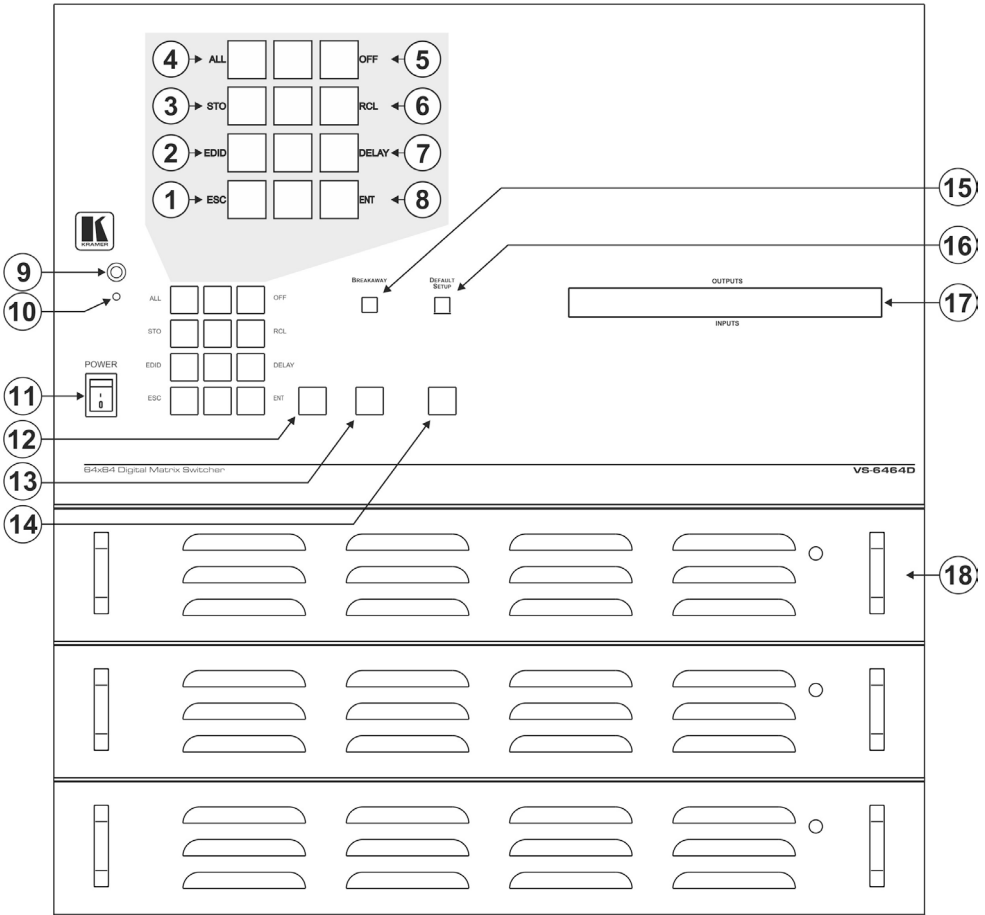 4 ALL OFF 5
3 STO RCL 6
2 EDID DELAY 7
1 ESC ENT 8
15
K
KRAMER
16
9
BREAKAWAY
DEFAULT
SETUP
OUTPUTS
10
ALL OFF
17
INPUTS
STO RCL
POWER
EDID DELAY
11
ESC ENT
12
13
64x64 Digital Matrix Switcher
VS-6464D
14
18